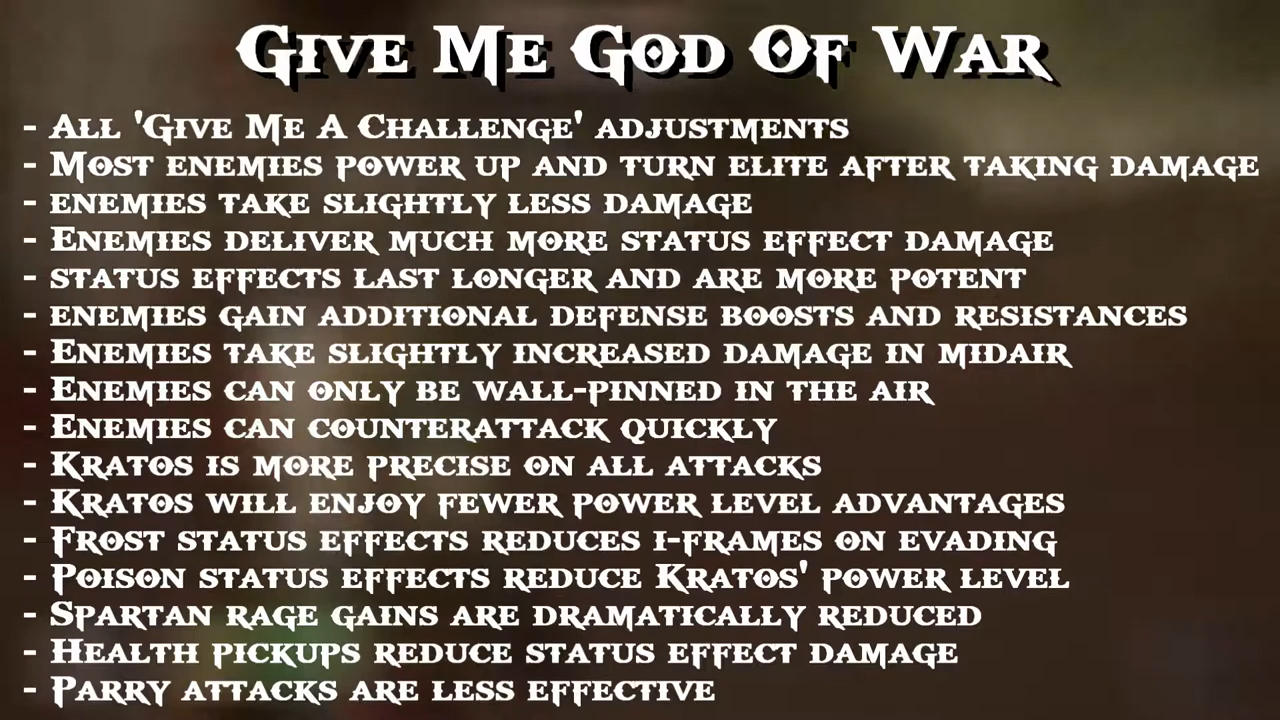 Give Me God Of War
- All 'Give Me A Challenge' adjustments
- Most enemies power up and turn elite after taking damage
- enemies take slightly less damage
- Enemies deliver much more status effect damage
- status effects last longer and are more potent
- enemies gain additional defense boosts and resistances
- Enemies take slightly increased damage in midair
- Enemies can only be wall-pinned in the air
- Enemies can counterattack quickly
- Kratos is more precise on all attacks
- Kratos will enjoy fewer power level advantages
- Frost status effects reduces i-frames on evading
- Poison status effects reduce Kratos' power level
- Spartan rage gains are dramatically reduced
- Health pickups reduce status effect damage
- Parry attacks are less effective